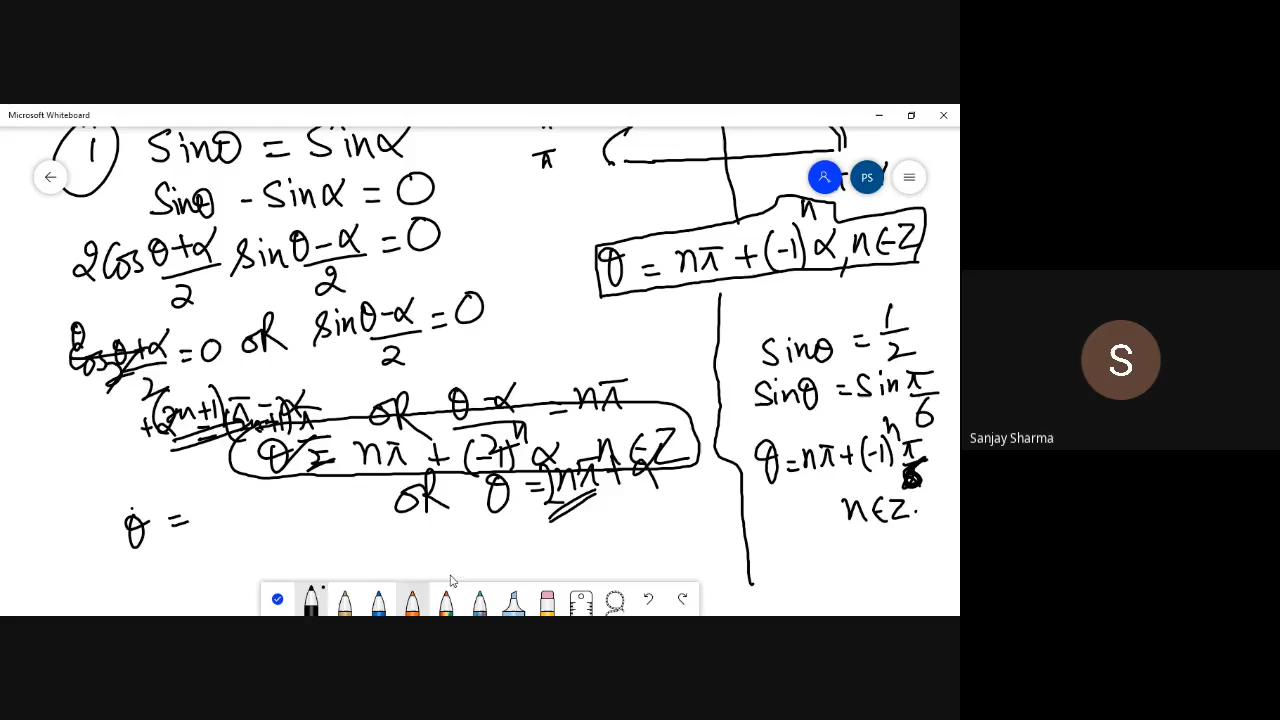 Microsoft Whiteboard
i Sinθ = Sinα
Sinθ - Sinα = 0
2Cos θ+α/2 Sin θ-α/2 = 0
Cos θ+α/2 = 0 OR Sin θ-α/2 = 0
OR θ-α/2 = nπ
θ = nπ + (-1)^n α n∈Z
OR θ = 2nπ + α
θ =
π
PS
θ = nπ + (-1)^n α, n∈Z
Sinθ = 1/2
Sinθ = Sin π/6
θ = nπ + (-1)^n π/6
n∈Z.
S
Sanjay Sharma